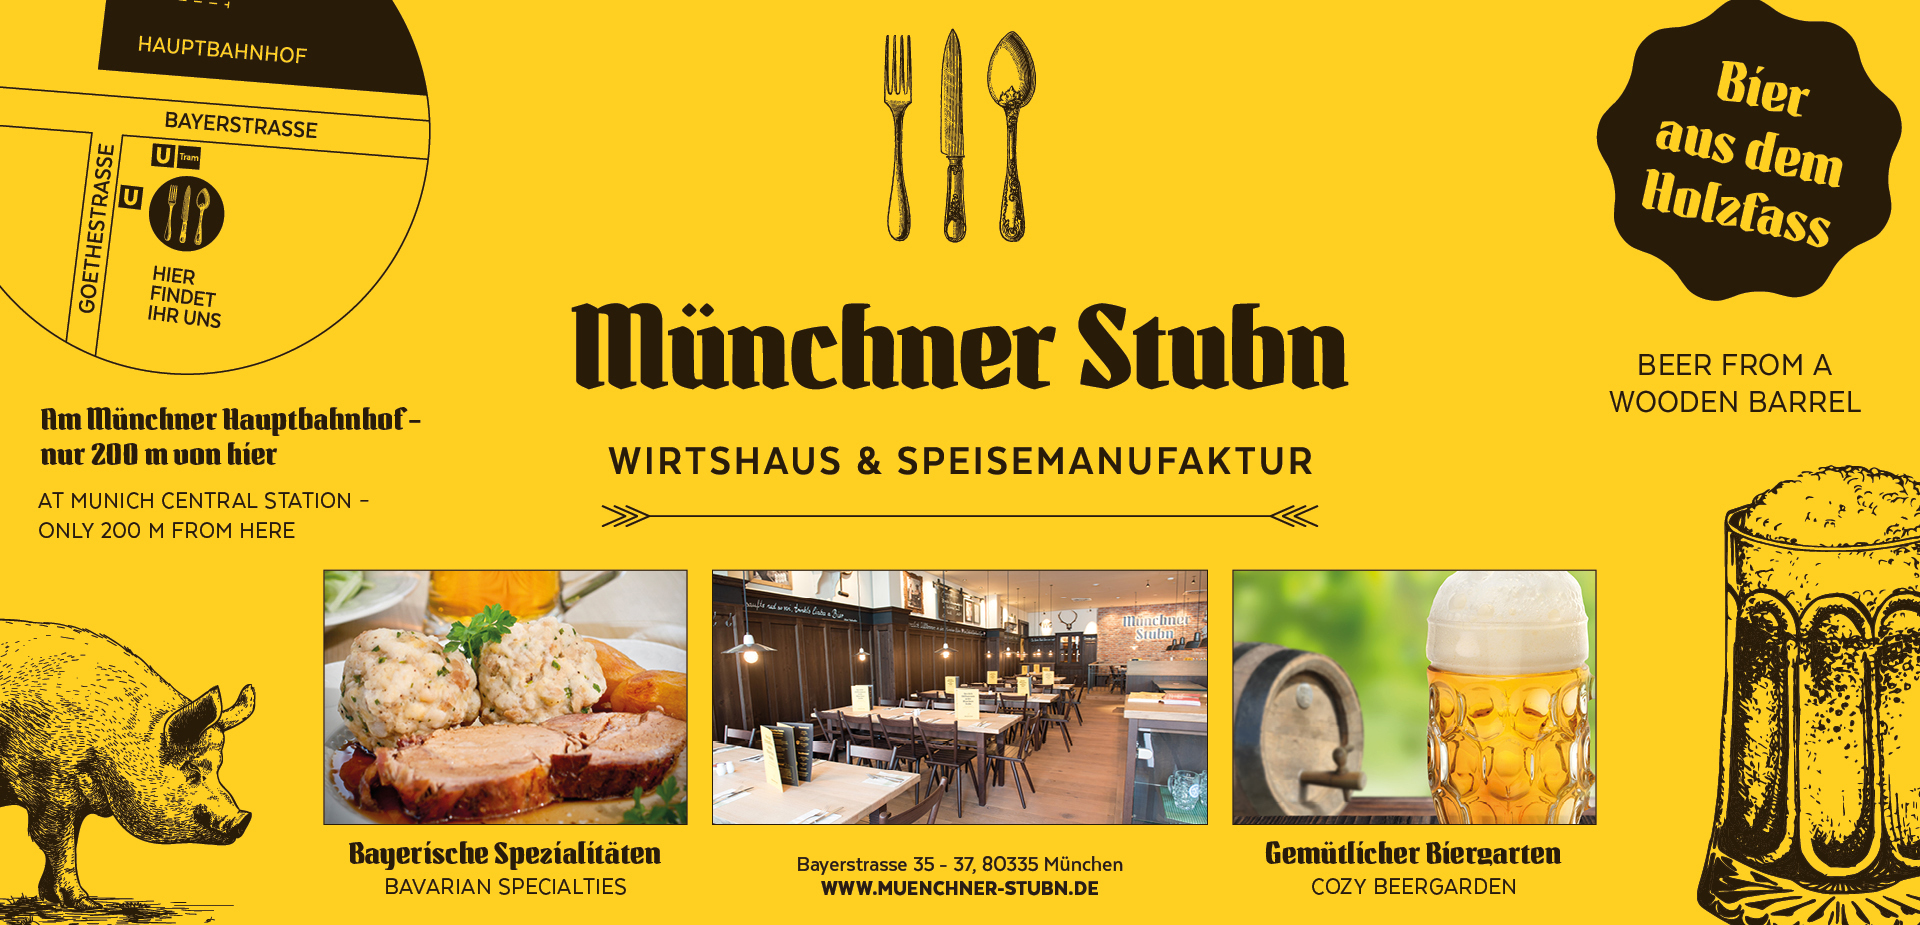 HAUPTBAHNHOF
BAYERSTRASSE
GOETHESTRASSE
U Tram
U
HIER
FINDET
IHR UNS
Am Münchner Hauptbahnhof –
nur 200 m von hier
AT MUNICH CENTRAL STATION –
ONLY 200 M FROM HERE
Münchner Stubn
WIRTSHAUS & SPEISEMANUFAKTUR
Bier
aus dem
Holzfass
BEER FROM A
WOODEN BARREL
Münchner
Stubn
Bayerische Spezialitäten
BAVARIAN SPECIALTIES
Bayerstrasse 35 - 37, 80335 München
WWW.MUENCHNER-STUBN.DE
Gemütlicher Biergarten
COZY BEERGARDEN